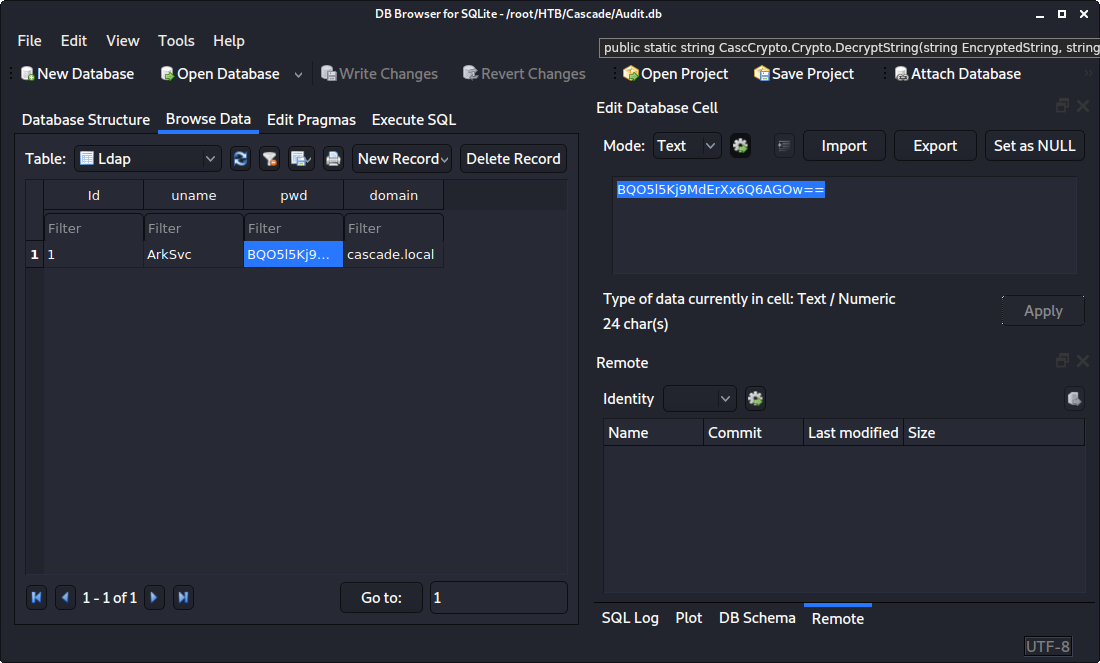 DB Browser for SQLite - /root/HTB/Cascade/Audit.db
File Edit View Tools Help
public static string CascCrypto.Crypto.DecryptString(string EncryptedString, string
New Database Open Database Write Changes Revert Changes Open Project Save Project Attach Database
Database Structure Browse Data Edit Pragmas Execute SQL
Table: Ldap New Record Delete Record
Id uname pwd domain
Filter Filter Filter Filter
1 1 ArkSvc BQO5l5Kj9... cascade.local
1 - 1 of 1 Go to: 1
Edit Database Cell
Mode: Text Import Export Set as NULL
BQO5l5Kj9MdErXx6Q6AGOw==
Type of data currently in cell: Text / Numeric
24 char(s)
Apply
Remote
Identity
Name Commit Last modified Size
SQL Log Plot DB Schema Remote
UTF-8